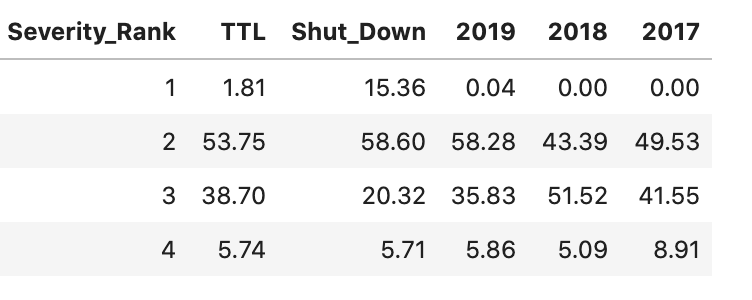 Severity_Rank TTL Shut_Down 2019 2018 2017
1 1.81 15.36 0.04 0.00 0.00
2 53.75 58.60 58.28 43.39 49.53
3 38.70 20.32 35.83 51.52 41.55
4 5.74 5.71 5.86 5.09 8.91